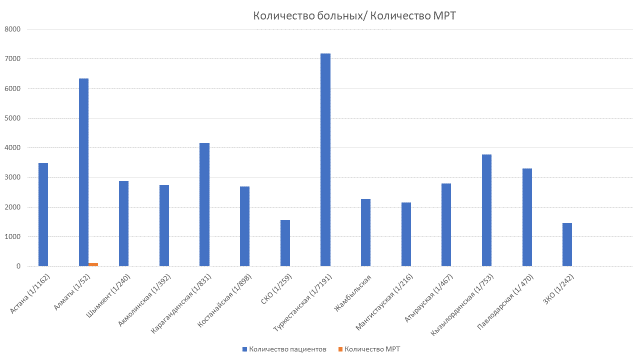 Количество больных/ Количество МРТ
8000
7000
6000
5000
4000
3000
2000
1000
0
Астана (1/1162)
Алматы (1/52)
Шымкент (1/240)
Акмолинская (1/392)
Карагандинская (1/831)
Костанайская (1/898)
СКО (1/259)
Туркестанская (1/7191)
Жамбылская
Мангистауская (1/216)
Атырауская (1/467)
Кызылординская (1/753)
Павлодарская (1/ 470)
ЗКО (1/242)
Количество пациентов
Количество МРТ